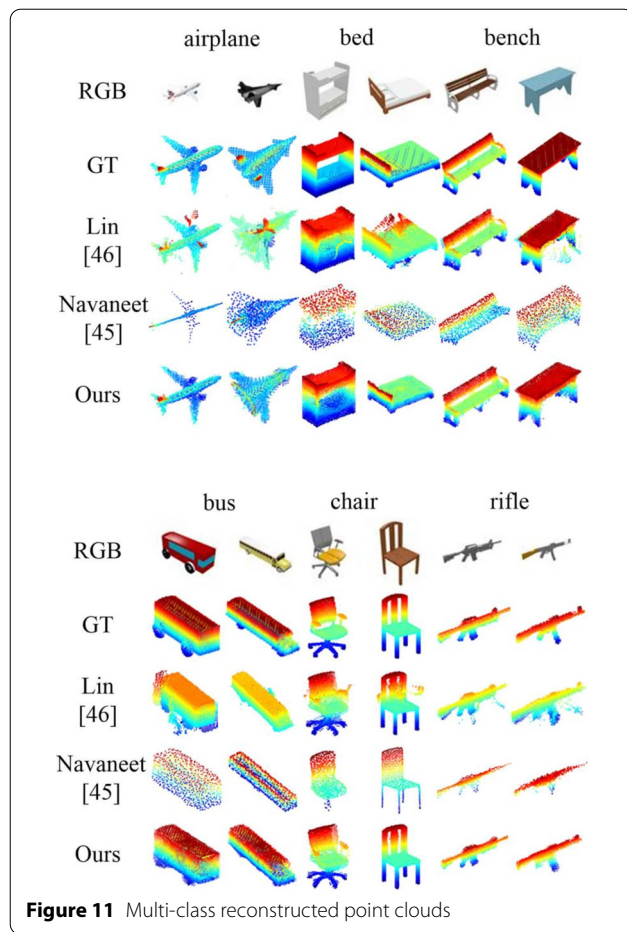 airplane bed bench
RGB
GT
Lin
[46]
Navaneet
[45]
Ours
bus chair rifle
RGB
GT
Lin
[46]
Navaneet
[45]
Ours
Figure 11 Multi-class reconstructed point clouds